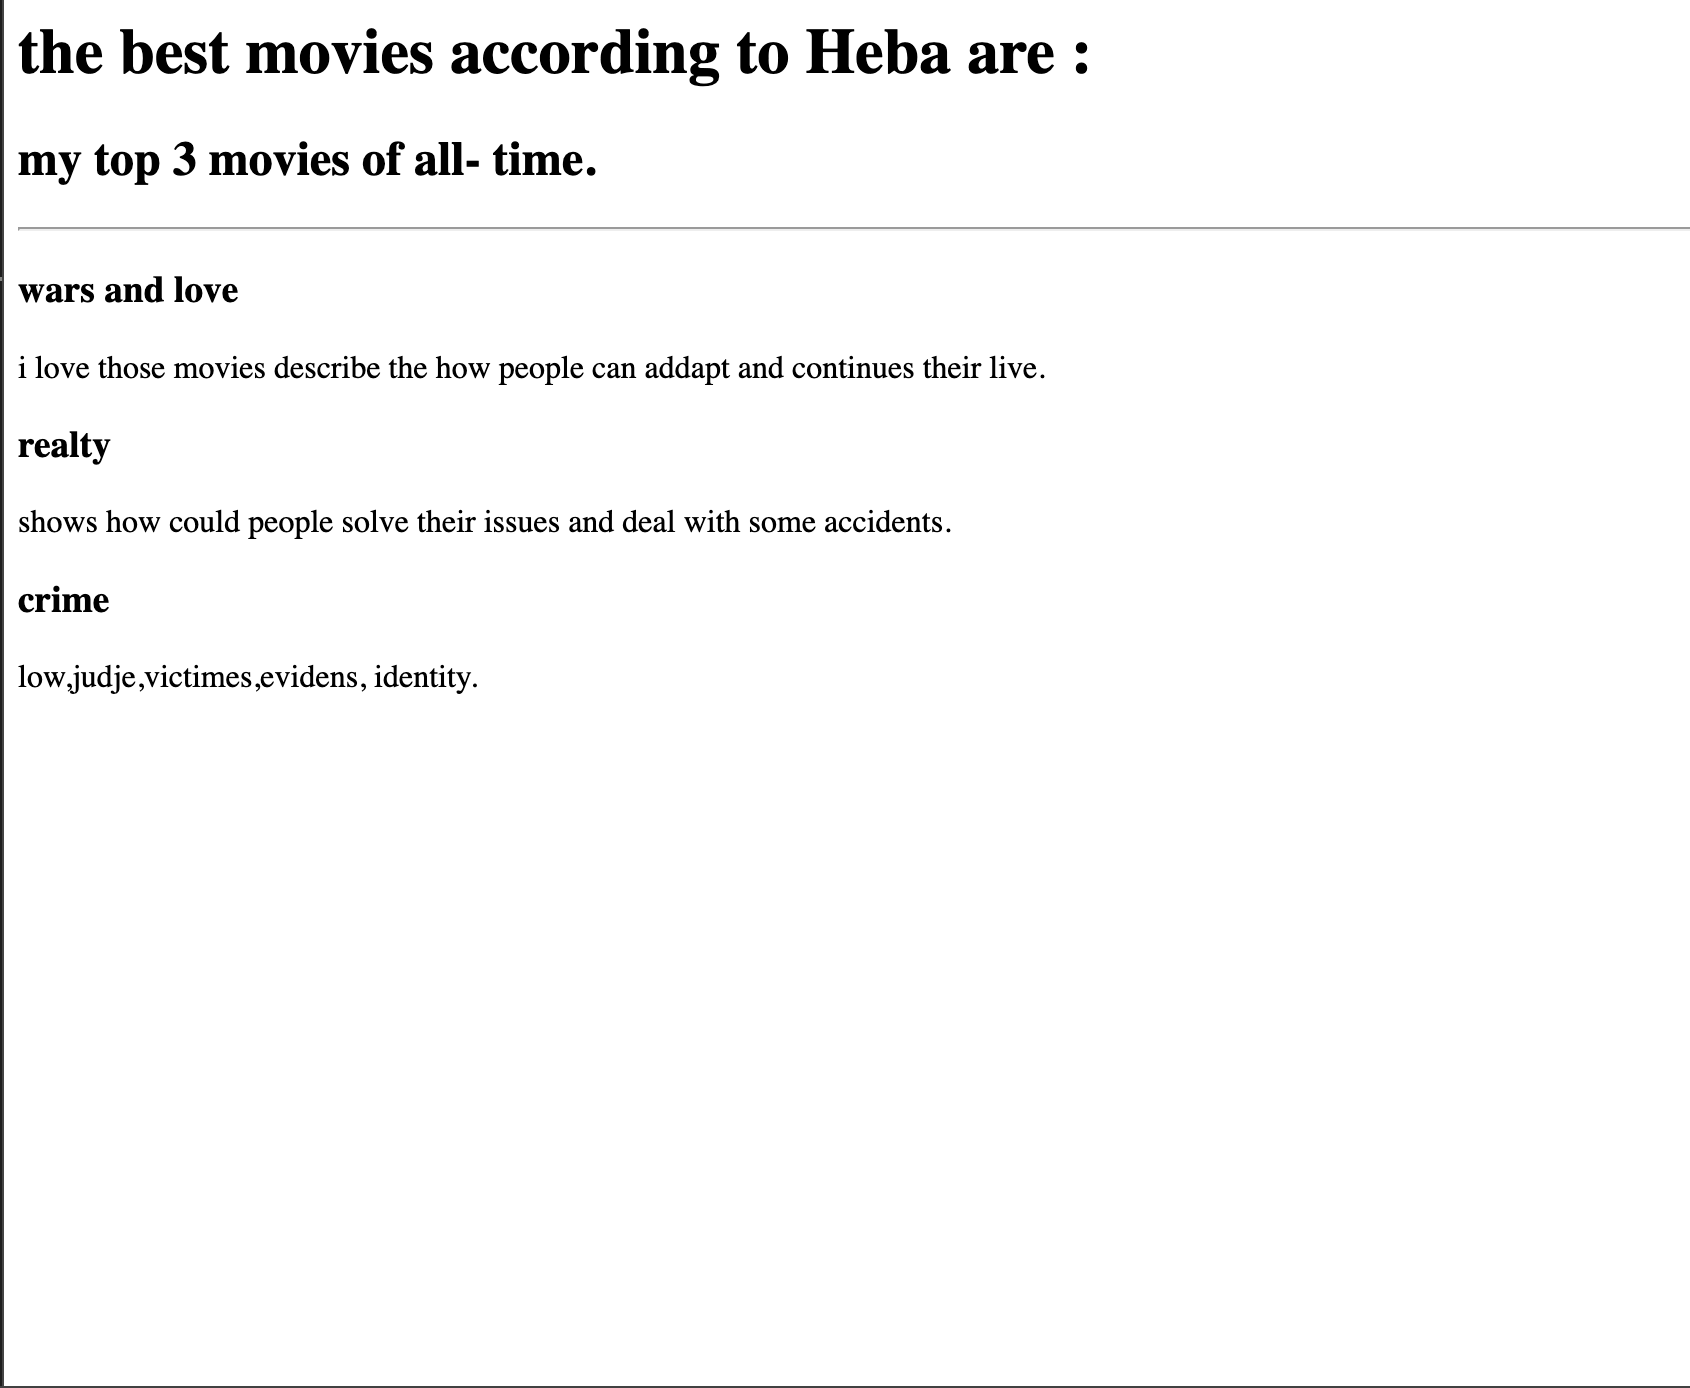 the best movies according to Heba are :
my top 3 movies of all- time.
wars and love
i love those movies describe the how people can addapt and continues their live.
realty
shows how could people solve their issues and deal with some accidents.
crime
low,judje,victimes,evidens, identity.